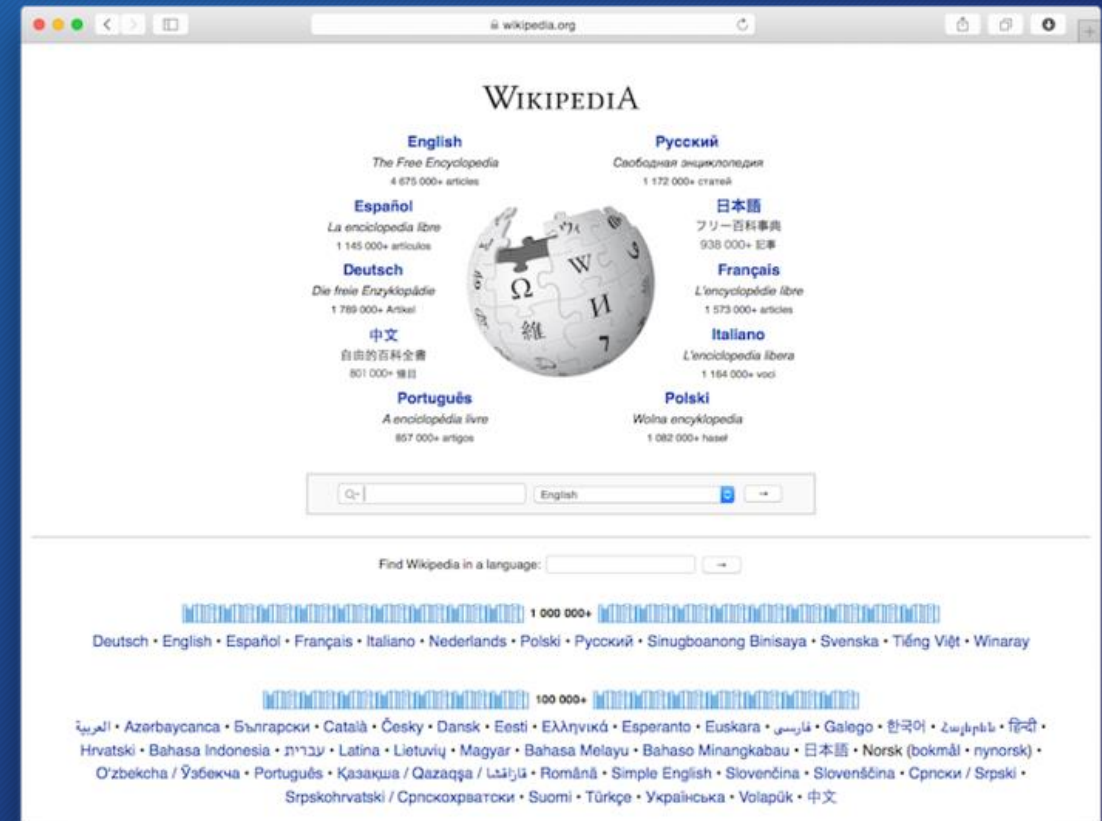 wikipedia.org
WIKIPEDIA
English
The Free Encyclopedia
4 675 000+ articles
Русский
Свободная энциклопедия
1 172 000+ статей
Español
La enciclopedia libre
1 145 000+ artículos
日本語
フリー百科事典
938 000+ 記事
Deutsch
Die freie Enzyklopädie
1 789 000+ Artikel
Français
L'encyclopédie libre
1 573 000+ articles
中文
自由的百科全書
801 000+ 條目
Italiano
L'enciclopedia libera
1 164 000+ voci
Português
A enciclopédia livre
857 000+ artigos
Polski
Wolna encyklopedia
1 082 000+ haseł
Ω W И 維 7
English →
Find Wikipedia in a language: →
1 000 000+
Deutsch • English • Español • Français • Italiano • Nederlands • Polski • Русский • Sinugboanong Binisaya • Svenska • Tiếng Việt • Winaray
100 000+
العربية • Azərbaycanca • Български • Català • Česky • Dansk • Eesti • Ελληνικά • Esperanto • Euskara • فارسی • Galego • 한국어 • Հայերեն • हिन्दी •
Hrvatski • Bahasa Indonesia • עברית • Latina • Lietuvių • Magyar • Bahasa Melayu • Bahaso Minangkabau • 日本語 • Norsk (bokmål • nynorsk) •
O'zbekcha / Ўзбекча • Português • Қазақша / Qazaqşa / قازاقشا • Română • Simple English • Slovenčina • Slovenščina • Српски / Srpski •
Srpskohrvatski / Српскохрватски • Suomi • Türkçe • Українська • Volapük • 中文